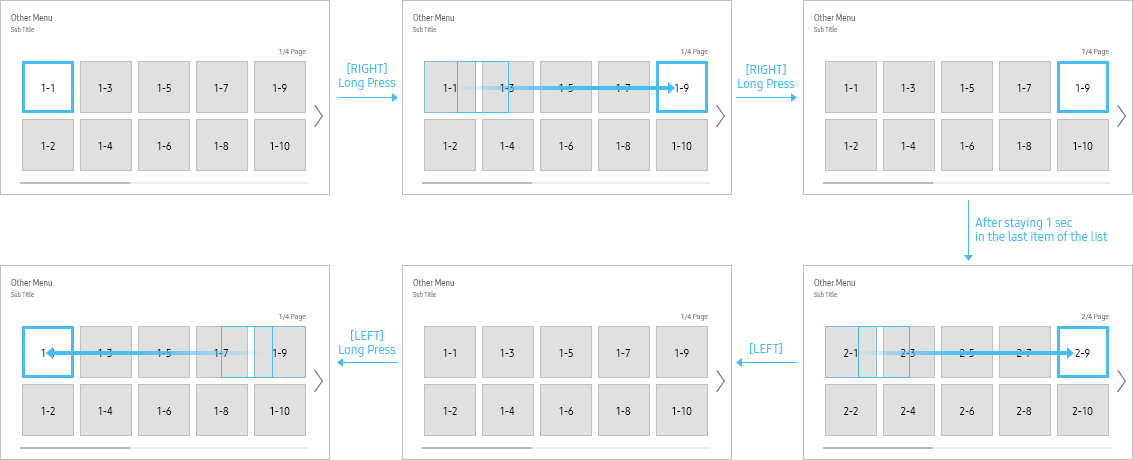 Other Menu
Sub Title
1/4 Page
1-1 1-3 1-5 1-7 1-9
1-2 1-4 1-6 1-8 1-10
[RIGHT]
Long Press
Other Menu
Sub Title
1/4 Page
1-1 1-3 1-5 1-7 1-9
1-2 1-4 1-6 1-8 1-10
[RIGHT]
Long Press
Other Menu
Sub Title
1/4 Page
1-1 1-3 1-5 1-7 1-9
1-2 1-4 1-6 1-8 1-10
After staying 1 sec
in the last item of the list
Other Menu
Sub Title
2/4 Page
2-1 2-3 2-5 2-7 2-9
2-2 2-4 2-6 2-8 2-10
[LEFT]
Other Menu
Sub Title
1/4 Page
1-1 1-3 1-5 1-7 1-9
1-2 1-4 1-6 1-8 1-10
[LEFT]
Long Press
Other Menu
Sub Title
1/4 Page
1-3 1-5 1-7 1-9
1-2 1-4 1-6 1-8 1-10